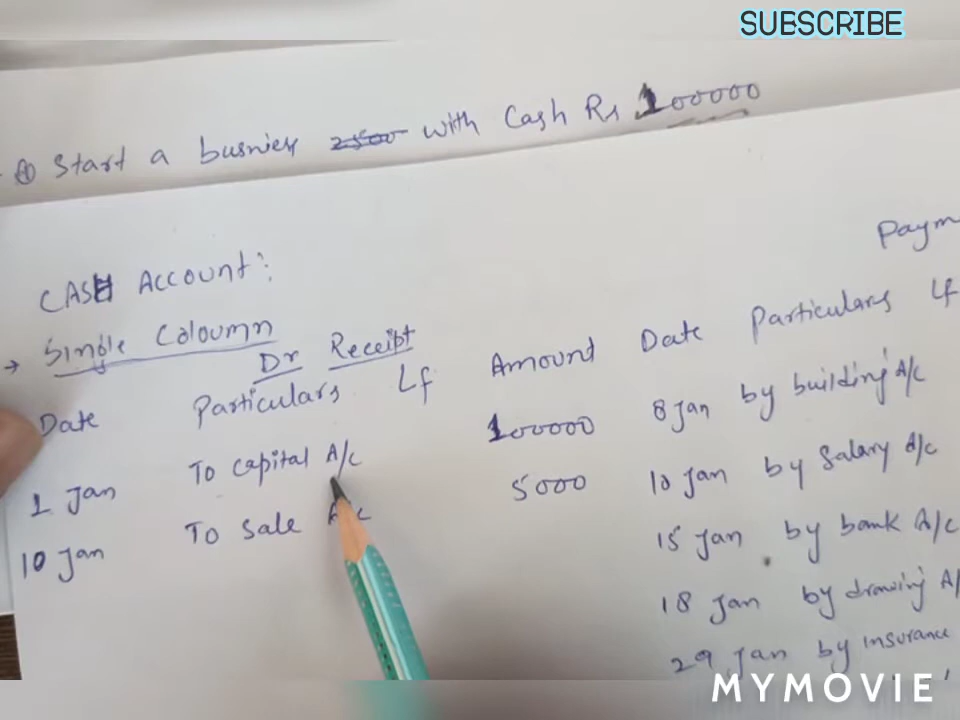 SUBSCRIBE
① Start a busniess 2500 with Cash Rs 100000
Paym
CASH ACCOUNT:
→ Single Coloumn
Dr Receipt
Date Particulars Lf Amount Date Particulars Lf
1 Jan To Capital A/c 100000 8 Jan by building A/c
10 Jan To Sale A/c 5000 10 Jan by Salary A/c
15 Jan by bank A/c
18 Jan by drawing A/
29 Jan by insurance
MYMOVIE